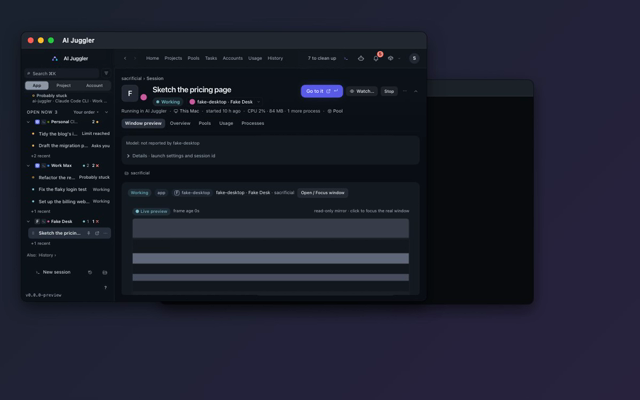 AI Juggler
AI Juggler
Home Projects Pools Tasks Accounts Usage History
7 to clean up
S
Search ⌘K
App Project Account
Probably stuck
OPEN NOW
Your order
Personal
2
Tidy the blog's l... Limit reached
Draft the migration p... Asks you
+2 recent
Work Max
2
Refactor the re... Probably stuck
Fix the flaky login test Working
Set up the billing web... Working
+1 recent
F Fake Desk
1
Sketch the pricin...
+1 recent
Also: History
New session
?
v0.0.0-preview
sacrificial › Session
F
Sketch the pricing page
Working
fake-desktop · Fake Desk
Go to it
Watch...
Stop
Running in AI Juggler · This Mac · started 10 h ago · CPU 2% · 84 MB · 1 more process · Pool
Window preview Overview Pools Usage Processes
Model: not reported by fake-desktop
Details · launch settings and session id
sacrificial
Working app F fake-desktop fake-desktop · Fake Desk · sacrificial Open / Focus window
Live preview frame age 0s
read-only mirror · click to focus the real window